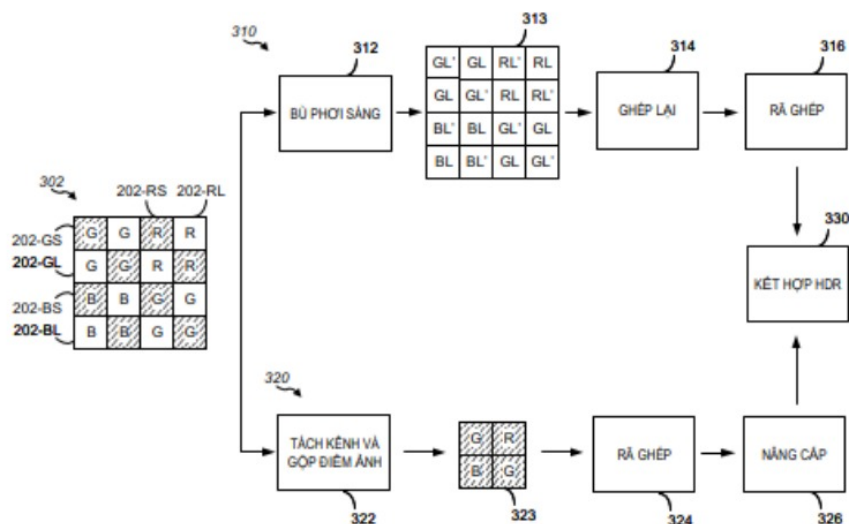 310
312
313
314
316
GL' GL RL' RL
GL GL' RL RL'
BL' BL GL' GL
BL BL' GL GL'
BÙ PHƠI SÁNG
GHÉP LẠI
RÃ GHÉP
302
202-RS
202-RL
202-GS
202-GL
202-BS
202-BL
G G R R
G G R R
B B G G
B B G G
330
KẾT HỢP HDR
320
TÁCH KÊNH VÀ
GỘP ĐIỂM ẢNH
G R
B G
RÃ GHÉP
NÂNG CẤP
322
323
324
326